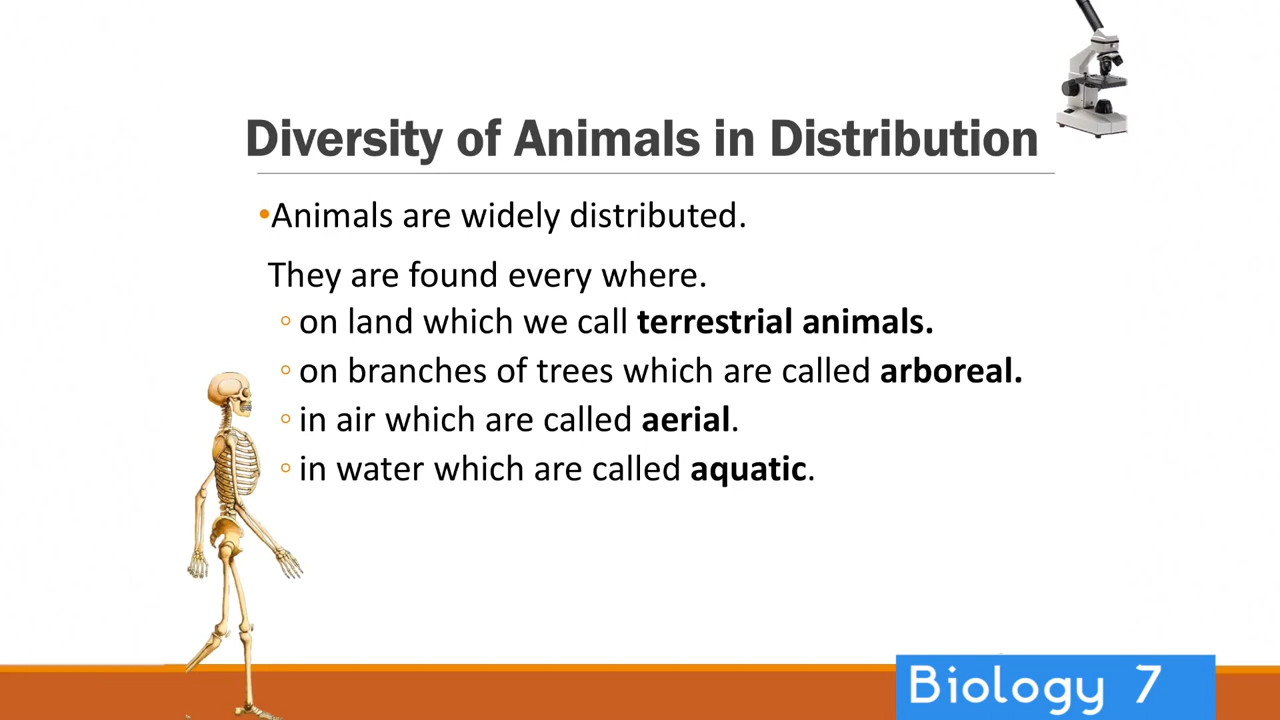 Diversity of Animals in Distribution
•Animals are widely distributed.
They are found every where.
◦ on land which we call terrestrial animals.
◦ on branches of trees which are called arboreal.
◦ in air which are called aerial.
◦ in water which are called aquatic.
Biology 7